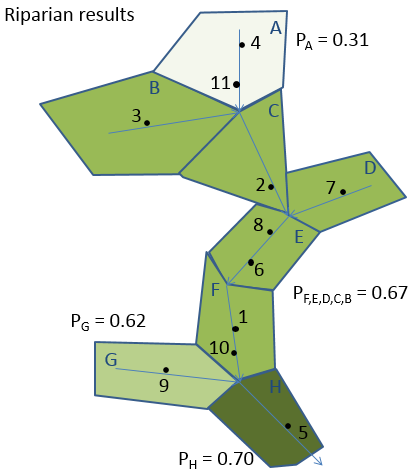 Riparian results
A
4
P_A = 0.31
11
B
C
3
2
D
7
8
E
6
P_F,E,D,C,B = 0.67
F
1
P_G = 0.62
10
G
9
H
5
P_H = 0.70